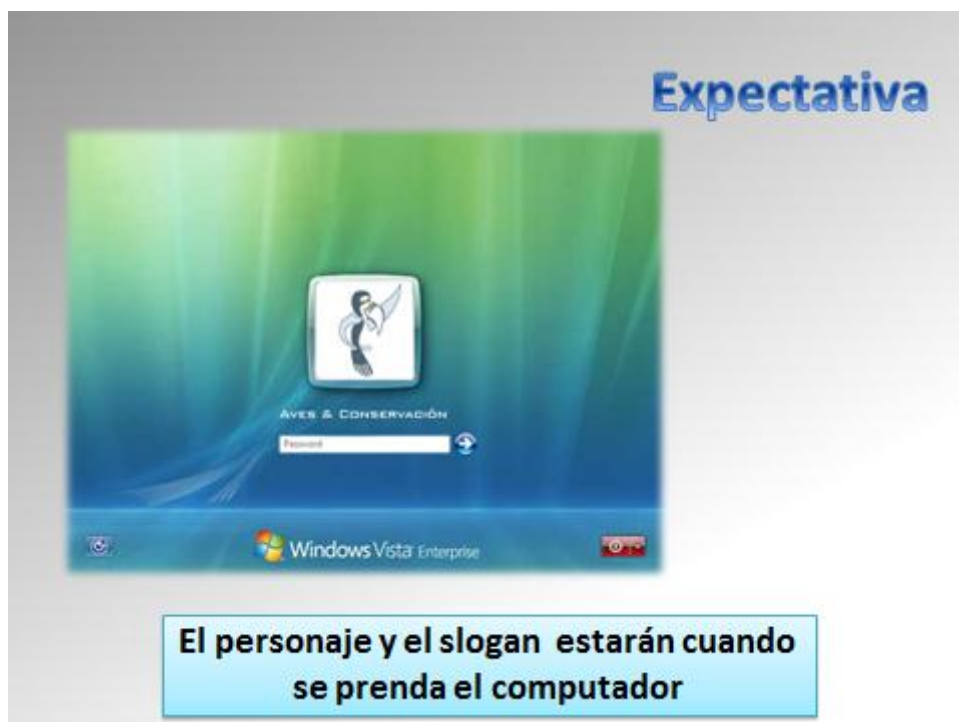 Expectativa
AVES & CONSERVACIÓN
Password
Windows Vista Enterprise
El personaje y el slogan estarán cuando
se prenda el computador